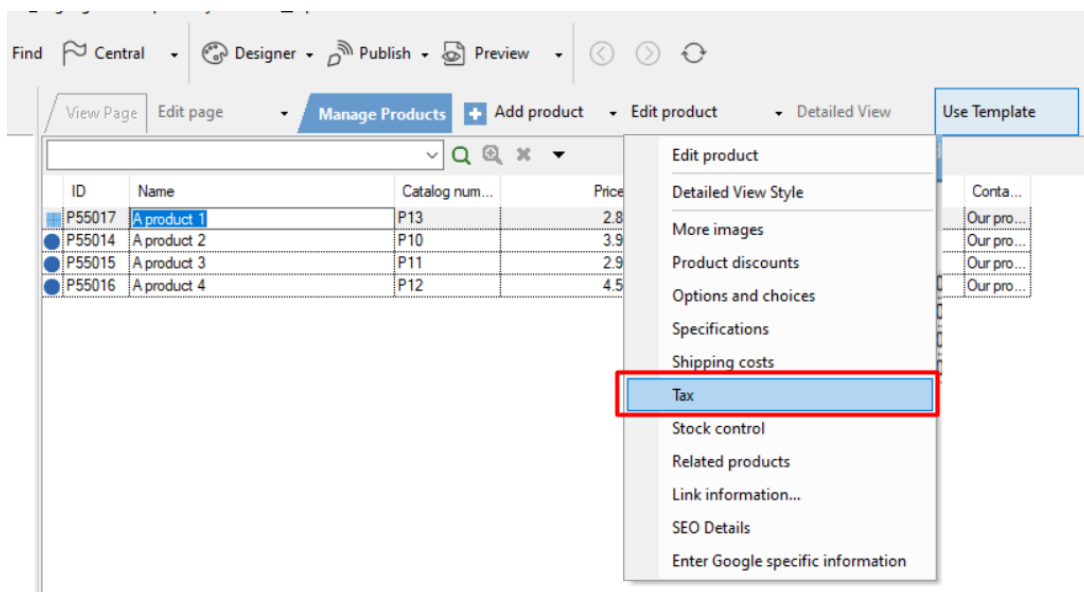 Find Central Designer Publish Preview
View Page Edit page Manage Products Add product Edit product Detailed View Use Template
ID Name Catalog num... Price Conta...
P55017 A product 1 P13 2.8 Our pro...
P55014 A product 2 P10 3.9 Our pro...
P55015 A product 3 P11 2.9 Our pro...
P55016 A product 4 P12 4.5 Our pro...
Edit product
Detailed View Style
More images
Product discounts
Options and choices
Specifications
Shipping costs
Tax
Stock control
Related products
Link information...
SEO Details
Enter Google specific information